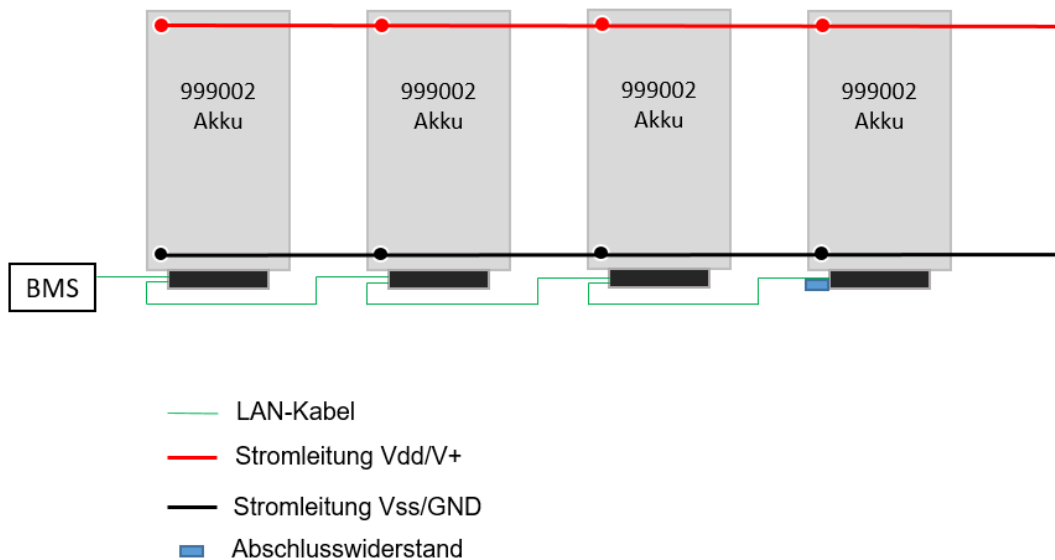 999002
Akku
999002
Akku
999002
Akku
999002
Akku
BMS
LAN-Kabel
Stromleitung Vdd/V+
Stromleitung Vss/GND
Abschlusswiderstand